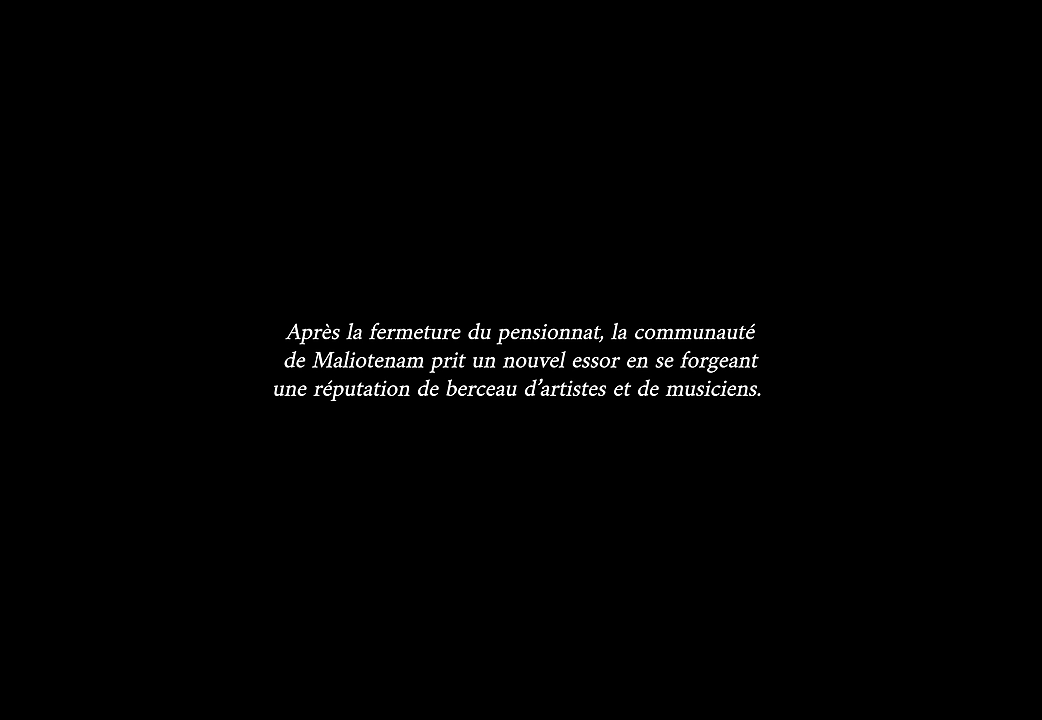 Après la fermeture du pensionnat, la communauté
de Maliotenam prit un nouvel essor en se forgeant
une réputation de berceau d’artistes et de musiciens.